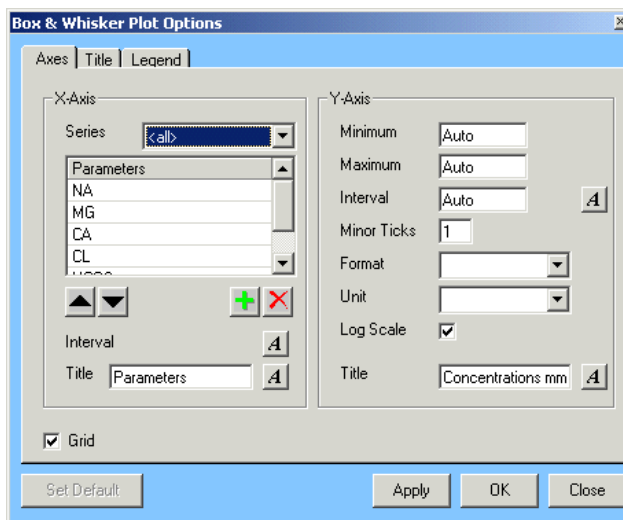 Box & Whisker Plot Options
Axes
Title
Legend
X-Axis
Series
<all>
Parameters
NA
MG
CA
CL
Interval
A
Title
Parameters
A
Y-Axis
Minimum
Auto
Maximum
Auto
Interval
Auto
A
Minor Ticks
1
Format
Unit
Log Scale
Title
Concentrations mm
A
Grid
Set Default
Apply
OK
Close